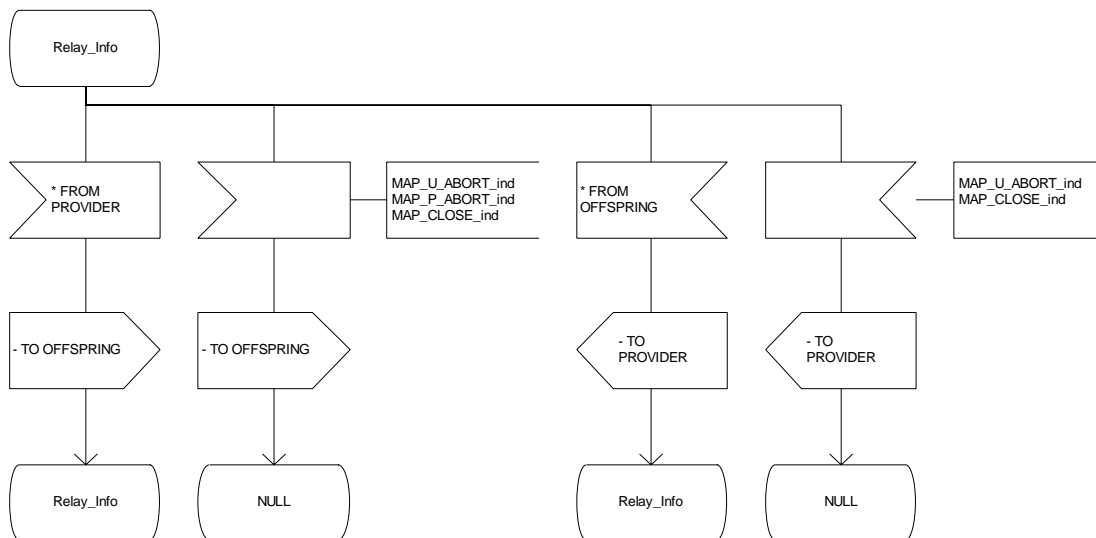 Relay_Info
* FROM
PROVIDER
MAP_U_ABORT_ind
MAP_P_ABORT_ind
MAP_CLOSE_ind
* FROM
OFFSPRING
MAP_U_ABORT_ind
MAP_CLOSE_ind
- TO OFFSPRING
- TO OFFSPRING
- TO
PROVIDER
- TO
PROVIDER
Relay_Info
NULL
Relay_Info
NULL